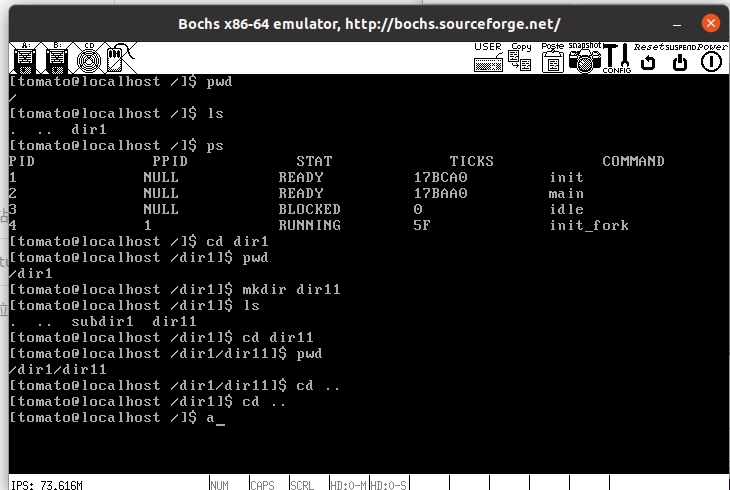 Bochs x86-64 emulator, http://bochs.sourceforge.net/
A: B: CD USER Copy Paste snapshot CONFIG Reset SUSPEND Power
[tomato@localhost /]$ pwd
/
[tomato@localhost /]$ ls
. .. dir1
[tomato@localhost /]$ ps
PID PPID STAT TICKS COMMAND
1 NULL READY 17BCA0 init
2 NULL READY 17BAA0 main
3 NULL BLOCKED 0 idle
4 1 RUNNING 5F init_fork
[tomato@localhost /]$ cd dir1
[tomato@localhost /dir1]$ pwd
/dir1
[tomato@localhost /dir1]$ mkdir dir11
[tomato@localhost /dir1]$ ls
. .. subdir1 dir11
[tomato@localhost /dir1]$ cd dir11
[tomato@localhost /dir1/dir11]$ pwd
/dir1/dir11
[tomato@localhost /dir1/dir11]$ cd ..
[tomato@localhost /dir1]$ cd ..
[tomato@localhost /]$ a_
IPS: 73.616M NUM CAPS SCRL HD:0-M HD:0-S